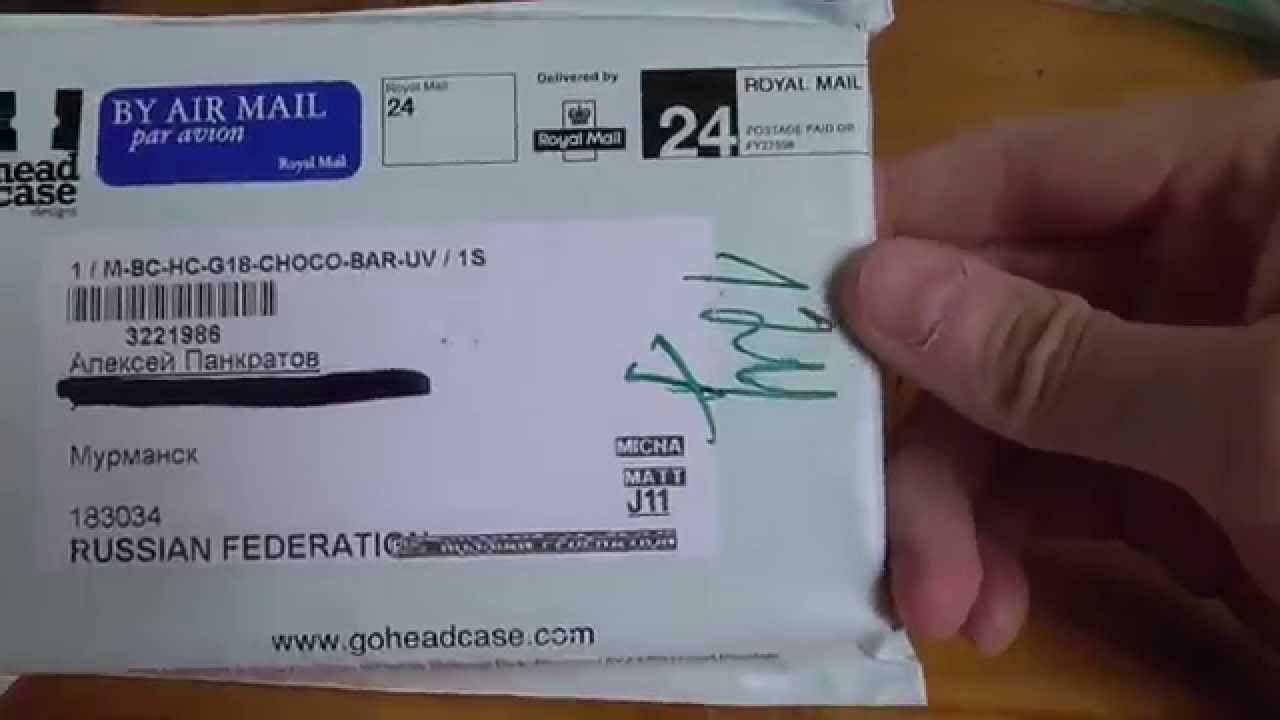 BY AIR MAIL
par avion
Royal Mail
Royal Mail
24
Delivered by
Royal Mail
24
ROYAL MAIL
POSTAGE PAID GB
head
case
designs
1 / M-BC-HC-G18-CHOCO-BAR-UV / 1S
3221986
Алексей Панкратов
Мурманск
183034
RUSSIAN FEDERATION
MICHA
MATT
J11
www.goheadcase.com